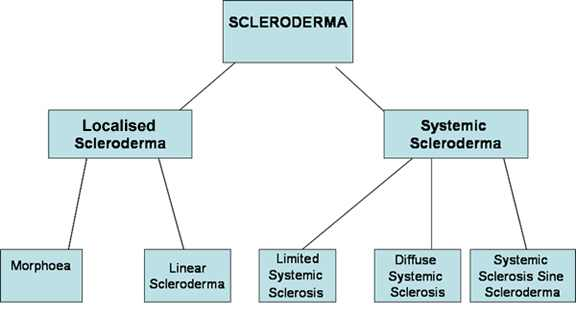 SCLERODERMA
Localised
Scleroderma
Systemic
Scleroderma
Morphoea
Linear
Scleroderma
Limited
Systemic
Sclerosis
Diffuse
Systemic
Sclerosis
Systemic
Sclerosis Sine
Scleroderma